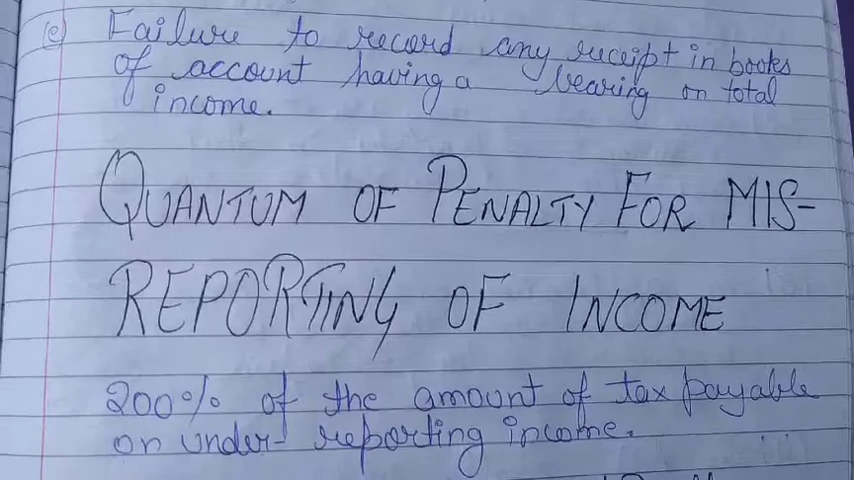 (e) Failure to record any receipt in books
of account having a bearing on total
income.
QUANTUM OF PENALTY FOR MIS-
REPORTING OF INCOME
200% of the amount of tax payable
on under-reporting income.